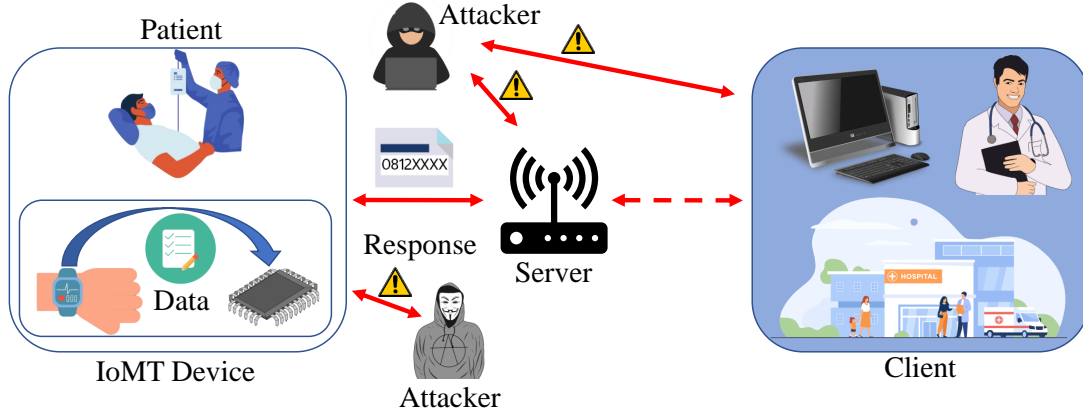 Patient
Attacker
0812XXXX
Response
Server
Data
HOSPITAL
IoMT Device
Attacker
Client